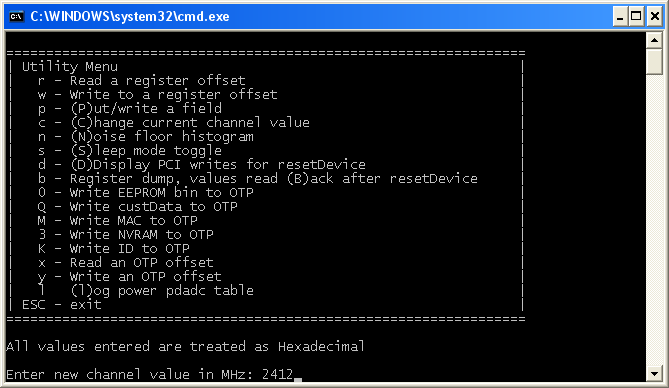 C:\WINDOWS\system32\cmd.exe
=================================================================
| Utility Menu |
| r - Read a register offset |
| w - Write to a register offset |
| p - (P)ut/write a field |
| c - (C)hange current channel value |
| n - (N)oise floor histogram |
| s - (S)leep mode toggle |
| d - (D)Display PCI writes for resetDevice |
| b - Register dump, values read (B)ack after resetDevice |
| 0 - Write EEPROM bin to OTP |
| Q - Write custData to OTP |
| M - Write MAC to OTP |
| 3 - Write NVRAM to OTP |
| K - Write ID to OTP |
| x - Read an OTP offset |
| y - Write an OTP offset |
| l (l)og power pdadc table |
| ESC - exit |
=================================================================
All values entered are treated as Hexadecimal
Enter new channel value in MHz: 2412_